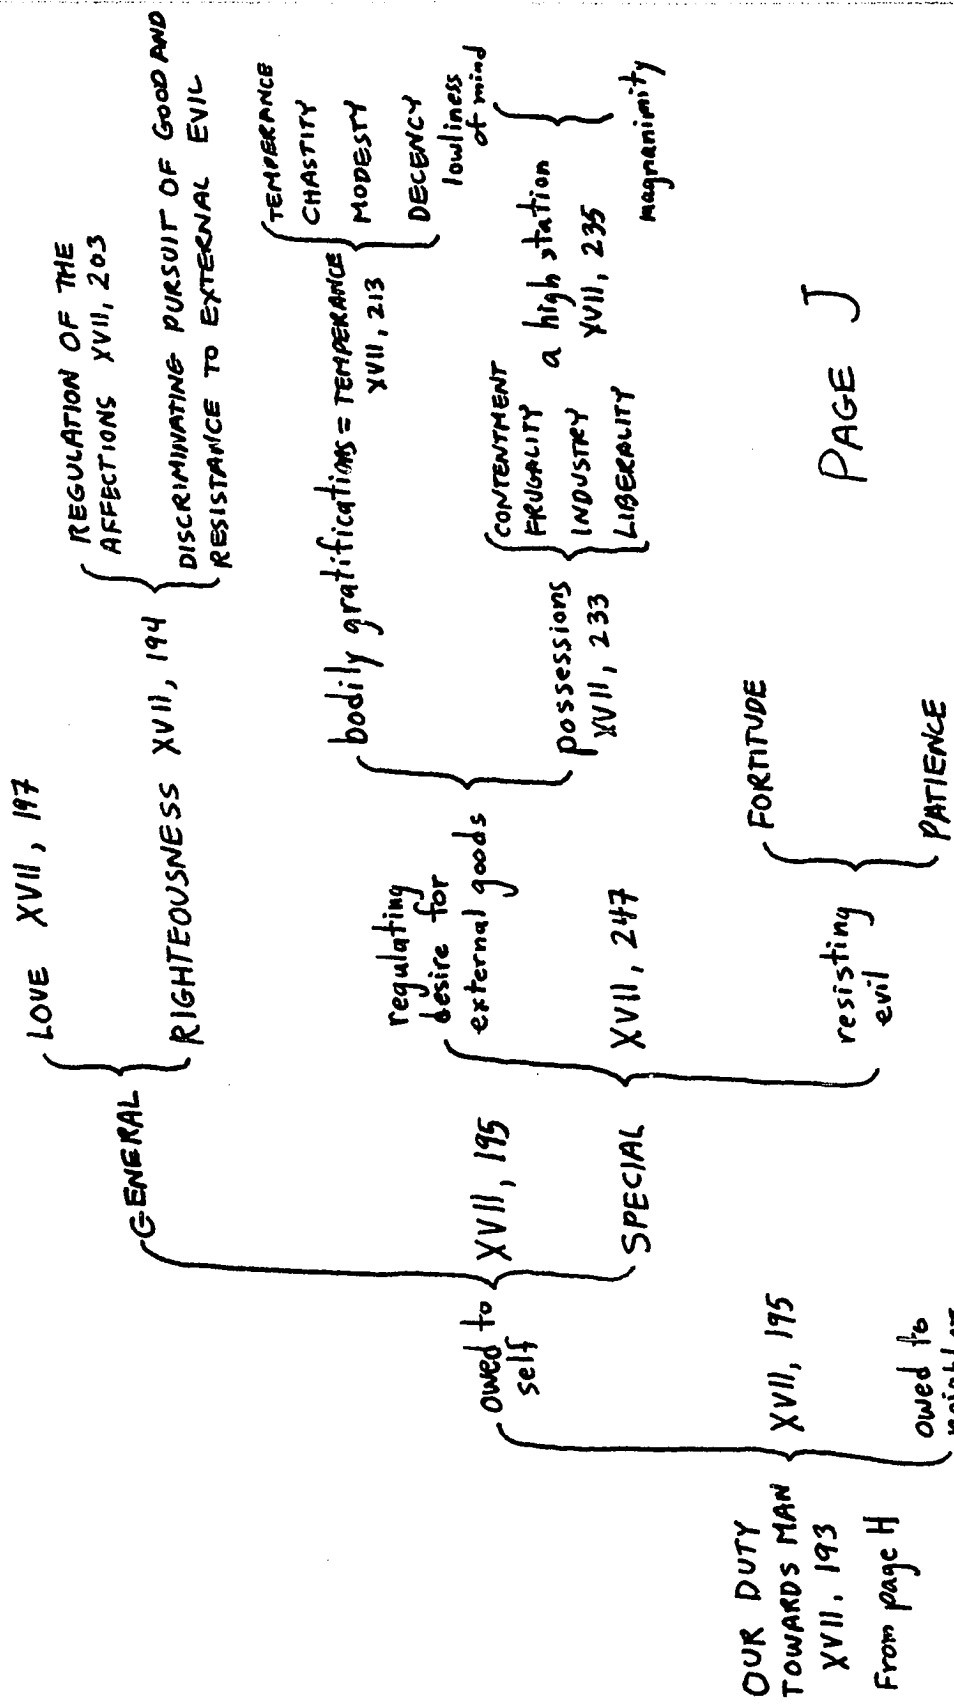 OUR DUTY
TOWARDS MAN
XVII, 193
From page H
owed to
self
XVII, 195
owed to
GENERAL
XVII, 195
SPECIAL
LOVE XVII, 197
RIGHTEOUSNESS XVII, 194
REGULATION OF THE
AFFECTIONS XVII, 203
DISCRIMINATING PURSUIT OF GOOD AND
RESISTANCE TO EXTERNAL EVIL
regulating
desire for
external goods
XVII, 247
resisting
evil
bodily gratifications = TEMPERANCE
XVII, 213
TEMPERANCE
CHASTITY
MODESTY
DECENCY
possessions
XVII, 233
CONTENTMENT
FRUGALITY
INDUSTRY
LIBERALITY
a high station
XVII, 235
lowliness
of mind
magnanimity
FORTITUDE
PATIENCE
PAGE J